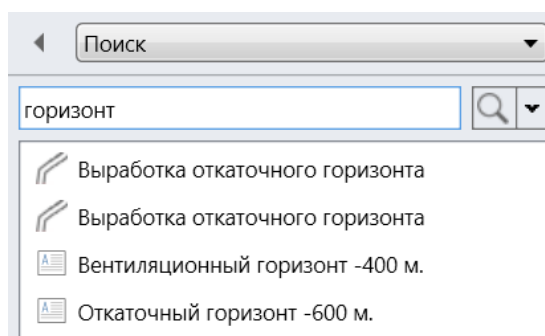 Поиск
горизонт
Выработка откаточного горизонта
Выработка откаточного горизонта
Вентиляционный горизонт -400 м.
Откаточный горизонт -600 м.